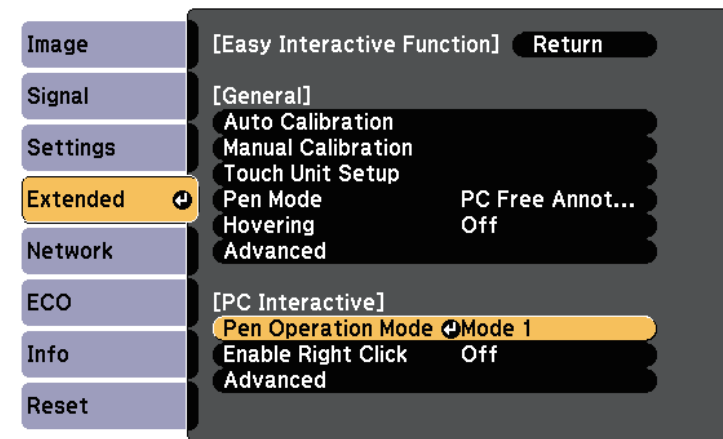 Image
Signal
Settings
Extended
Network
ECO
Info
Reset
[Easy Interactive Function] Return
[General]
Auto Calibration
Manual Calibration
Touch Unit Setup
Pen Mode PC Free Annot...
Hovering Off
Advanced
[PC Interactive]
Pen Operation Mode Mode 1
Enable Right Click Off
Advanced